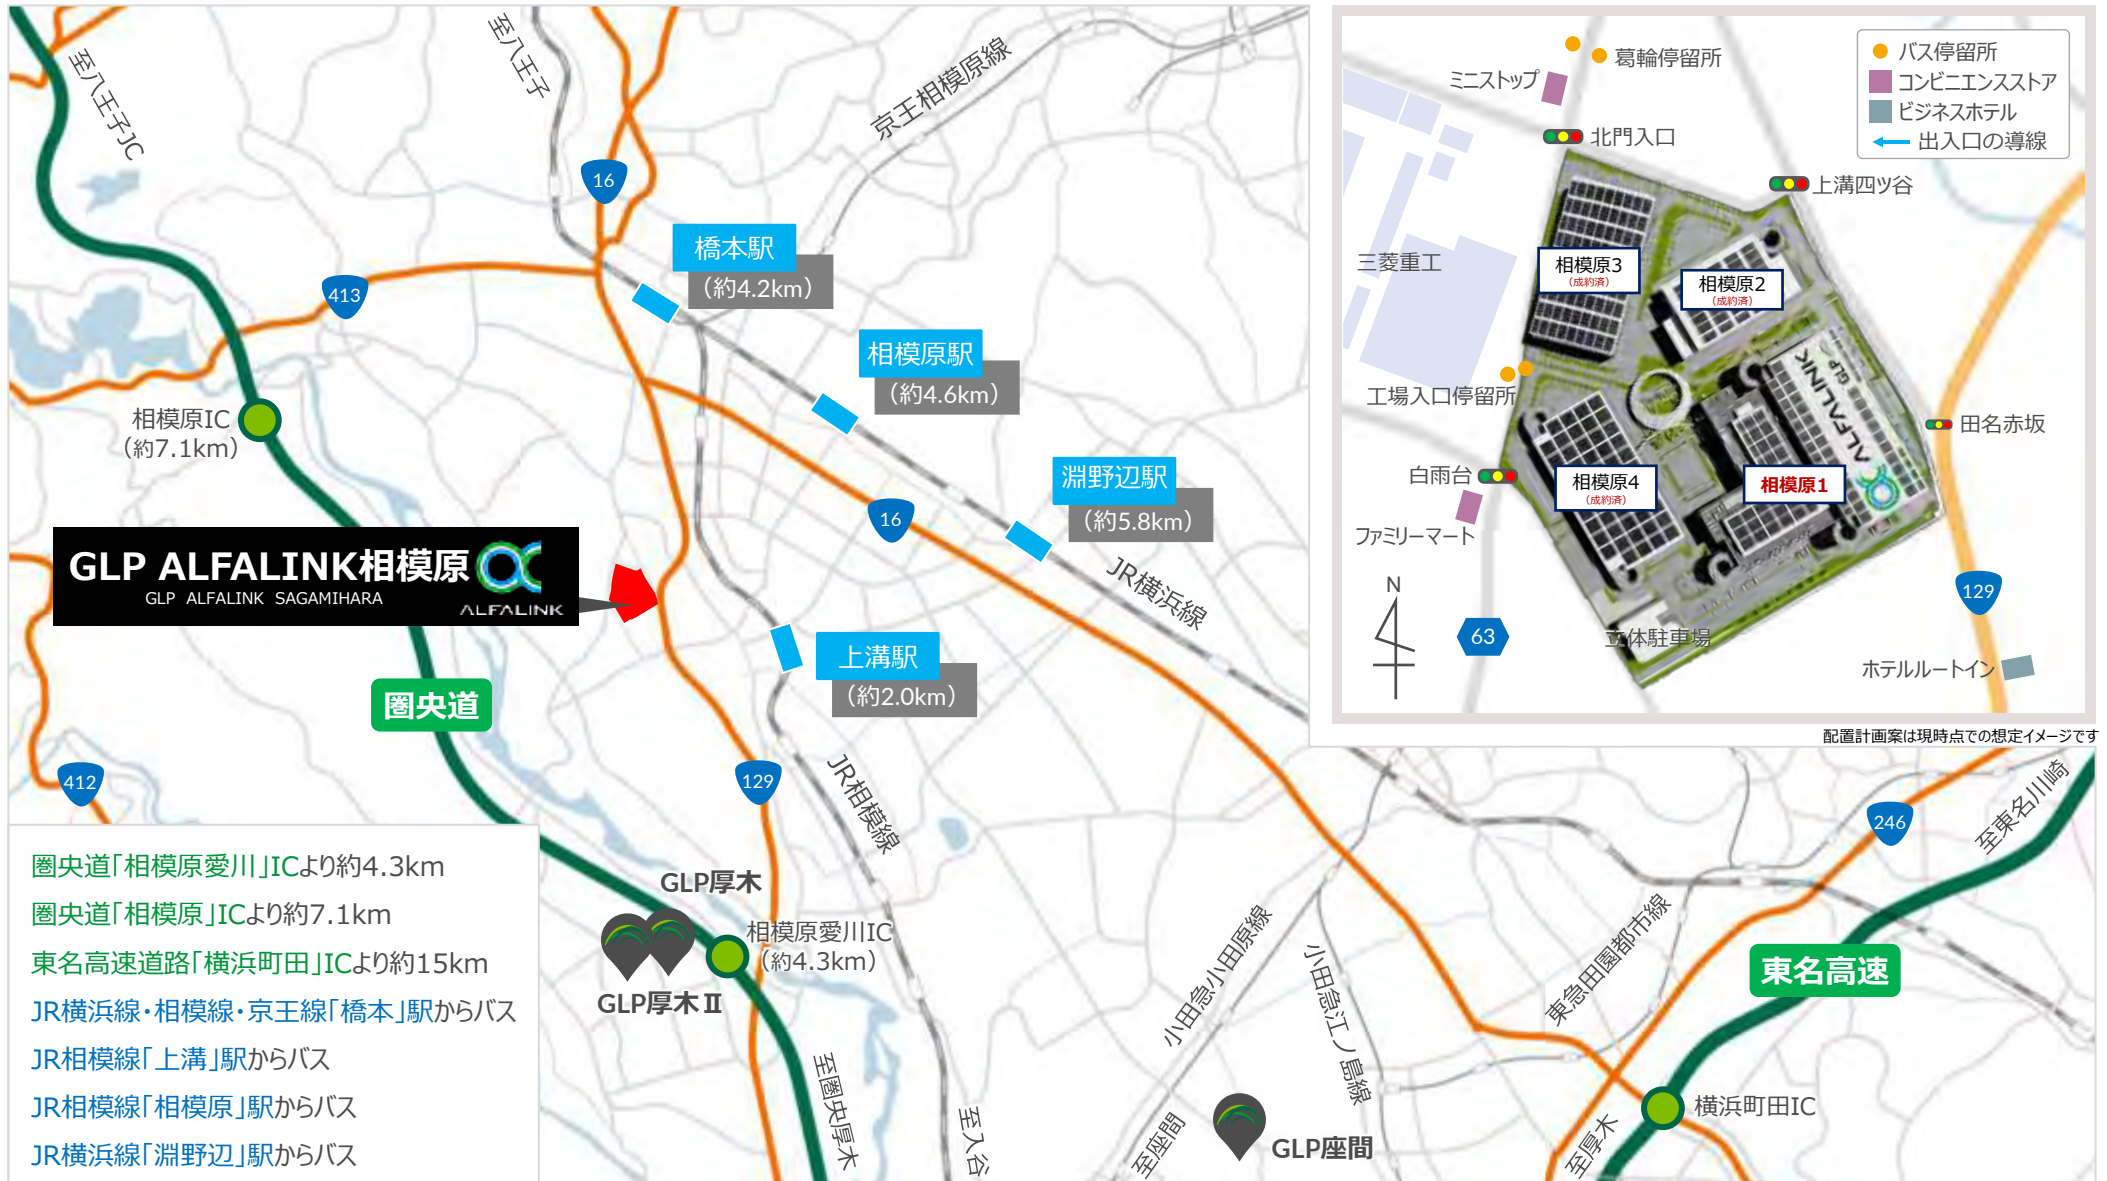 至八王子JC
至八王子
京王相模原線
16
橋本駅
(約4.2km)
413
相模原駅
(約4.6km)
相模原IC
(約7.1km)
淵野辺駅
(約5.8km)
16
JR横浜線
GLP ALFALINK相模原
GLP ALFALINK SAGAMIHARA
ALFALINK
上溝駅
(約2.0km)
圏央道
412
129
JR相模線
GLP厚木
相模原愛川IC
(約4.3km)
GLP厚木Ⅱ
至圏央厚木
至入谷
小田急小田原線
小田急江ノ島線
至座間
GLP座間
東急田園都市線
246
至東名川崎
東名高速
横浜町田IC
至厚木
圏央道「相模原愛川」ICより約4.3km
圏央道「相模原」ICより約7.1km
東名高速道路「横浜町田」ICより約15km
JR横浜線・相模線・京王線「橋本」駅からバス
JR相模線「上溝」駅からバス
JR相模線「相模原」駅からバス
JR横浜線「淵野辺」駅からバス
葛輪停留所
ミニストップ
北門入口
バス停留所
コンビニエンスストア
ビジネスホテル
出入口の導線
上溝四ツ谷
三菱重工
相模原3
(成約済)
相模原2
(成約済)
工場入口停留所
GLP
ALFALINK
田名赤坂
白雨台
相模原4
(成約済)
相模原1
ファミリーマート
N
63
立体駐車場
129
ホテルルートイン
配置計画案は現時点での想定イメージです